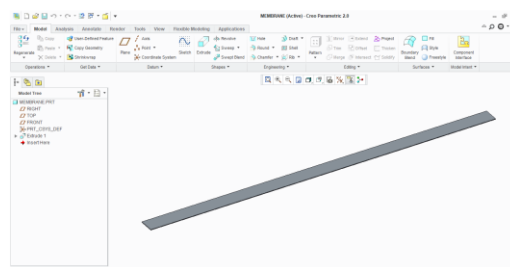 MEMBRANE (Active) - Creo Parametric 2.0
File Model Analysis Annotate Render Tools View Flexible Modeling Applications
Regenerate
Copy
Paste
Delete
User-Defined Feature
Copy Geometry
Shrinkwrap
Plane
Axis
Point
Coordinate System
Sketch
Extrude
Revolve
Sweep
Swept Blend
Hole
Round
Chamfer
Draft
Shell
Rib
Pattern
Mirror
Trim
Merge
Extend
Offset
Intersect
Project
Thicken
Solidify
Boundary
Blend
Fill
Style
Freestyle
Component
Interface
Operations Get Data Datum Shapes Engineering Editing Surfaces Model Intent
Model Tree
MEMBRANE.PRT
RIGHT
TOP
FRONT
PRT_CSYS_DEF
Extrude 1
Insert Here